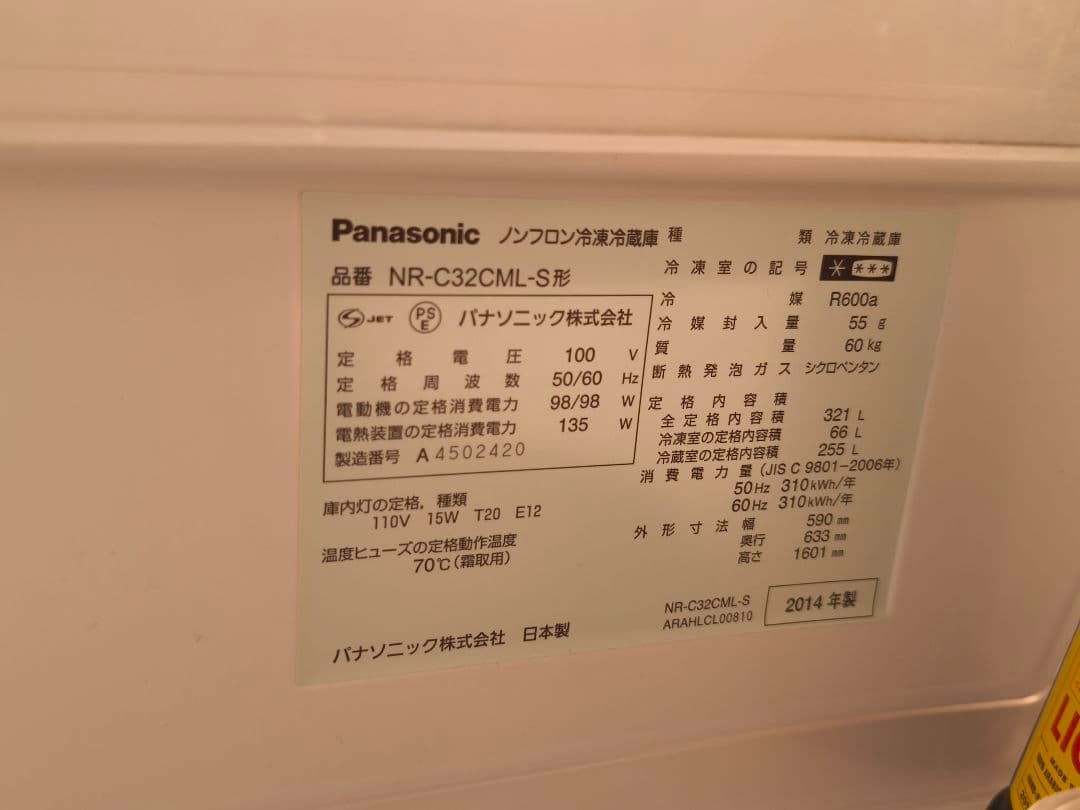 Panasonic ノンフロン冷凍冷蔵庫
品番 NR-C32CML-S形
JET PS E パナソニック株式会社
定格電圧 100 V
定格周波数 50/60 Hz
電動機の定格消費電力 98/98 W
電熱装置の定格消費電力 135 W
製造番号 A 4502420
庫内灯の定格，種類
110V 15W T20 E12
温度ヒューズの定格動作温度
70℃（霜取用）
パナソニック株式会社 日本製
種類 冷凍冷蔵庫
冷凍室の記号 * ***
冷媒 R600a
冷媒封入量 55 g
質量 60 kg
断熱発泡ガス シクロペンタン
定格内容積
全定格内容積 321 L
冷凍室の定格内容積 66 L
冷蔵室の定格内容積 255 L
消費電力量（JIS C 9801-2006年）
50Hz 310kWh/年
60Hz 310kWh/年
外形寸法 幅 590 mm
奥行 633 mm
高さ 1601 mm
NR-C32CML-S
ARAHLCL00810
2014年製